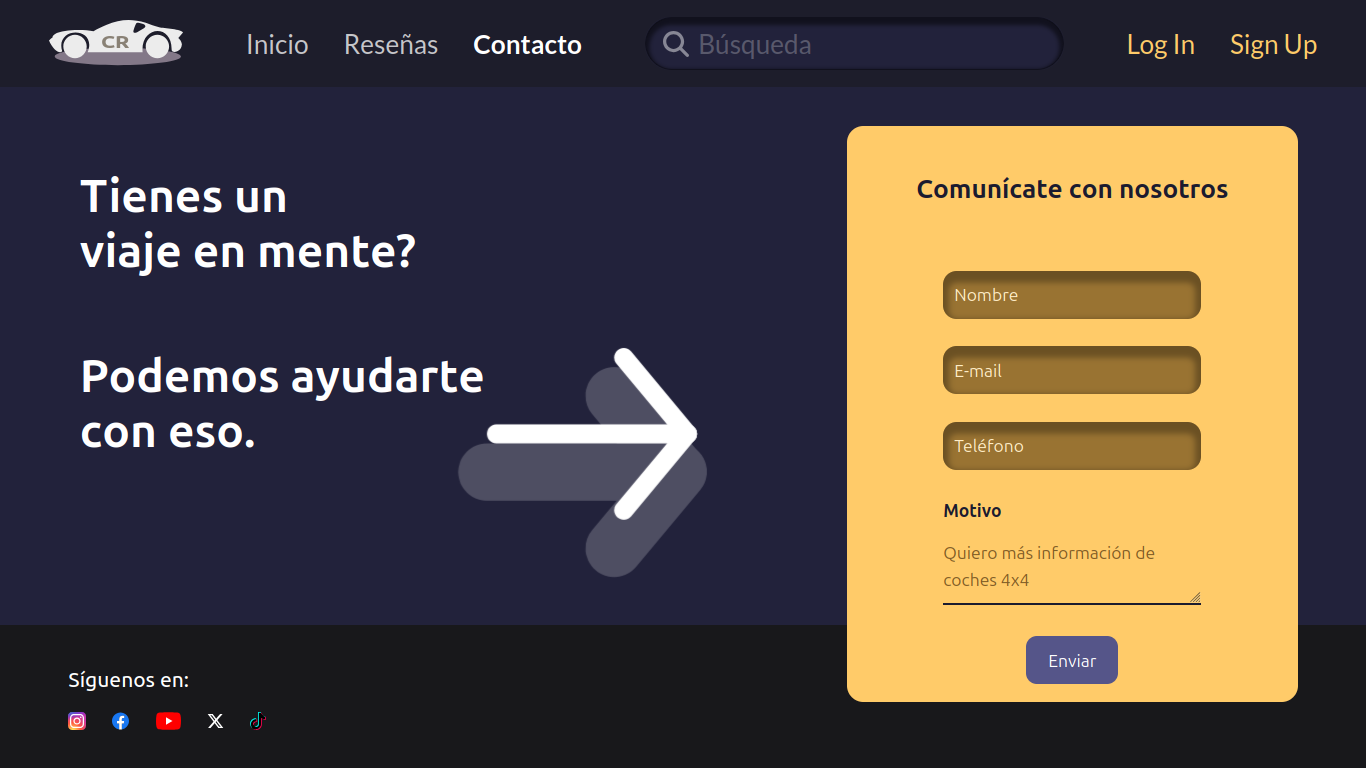 CR
Inicio
Reseñas
Contacto
Búsqueda
Log In
Sign Up
Tienes un
viaje en mente?
Podemos ayudarte
con eso.
Comunícate con nosotros
Nombre
E-mail
Teléfono
Motivo
Quiero más información de
coches 4x4
Enviar
Síguenos en: